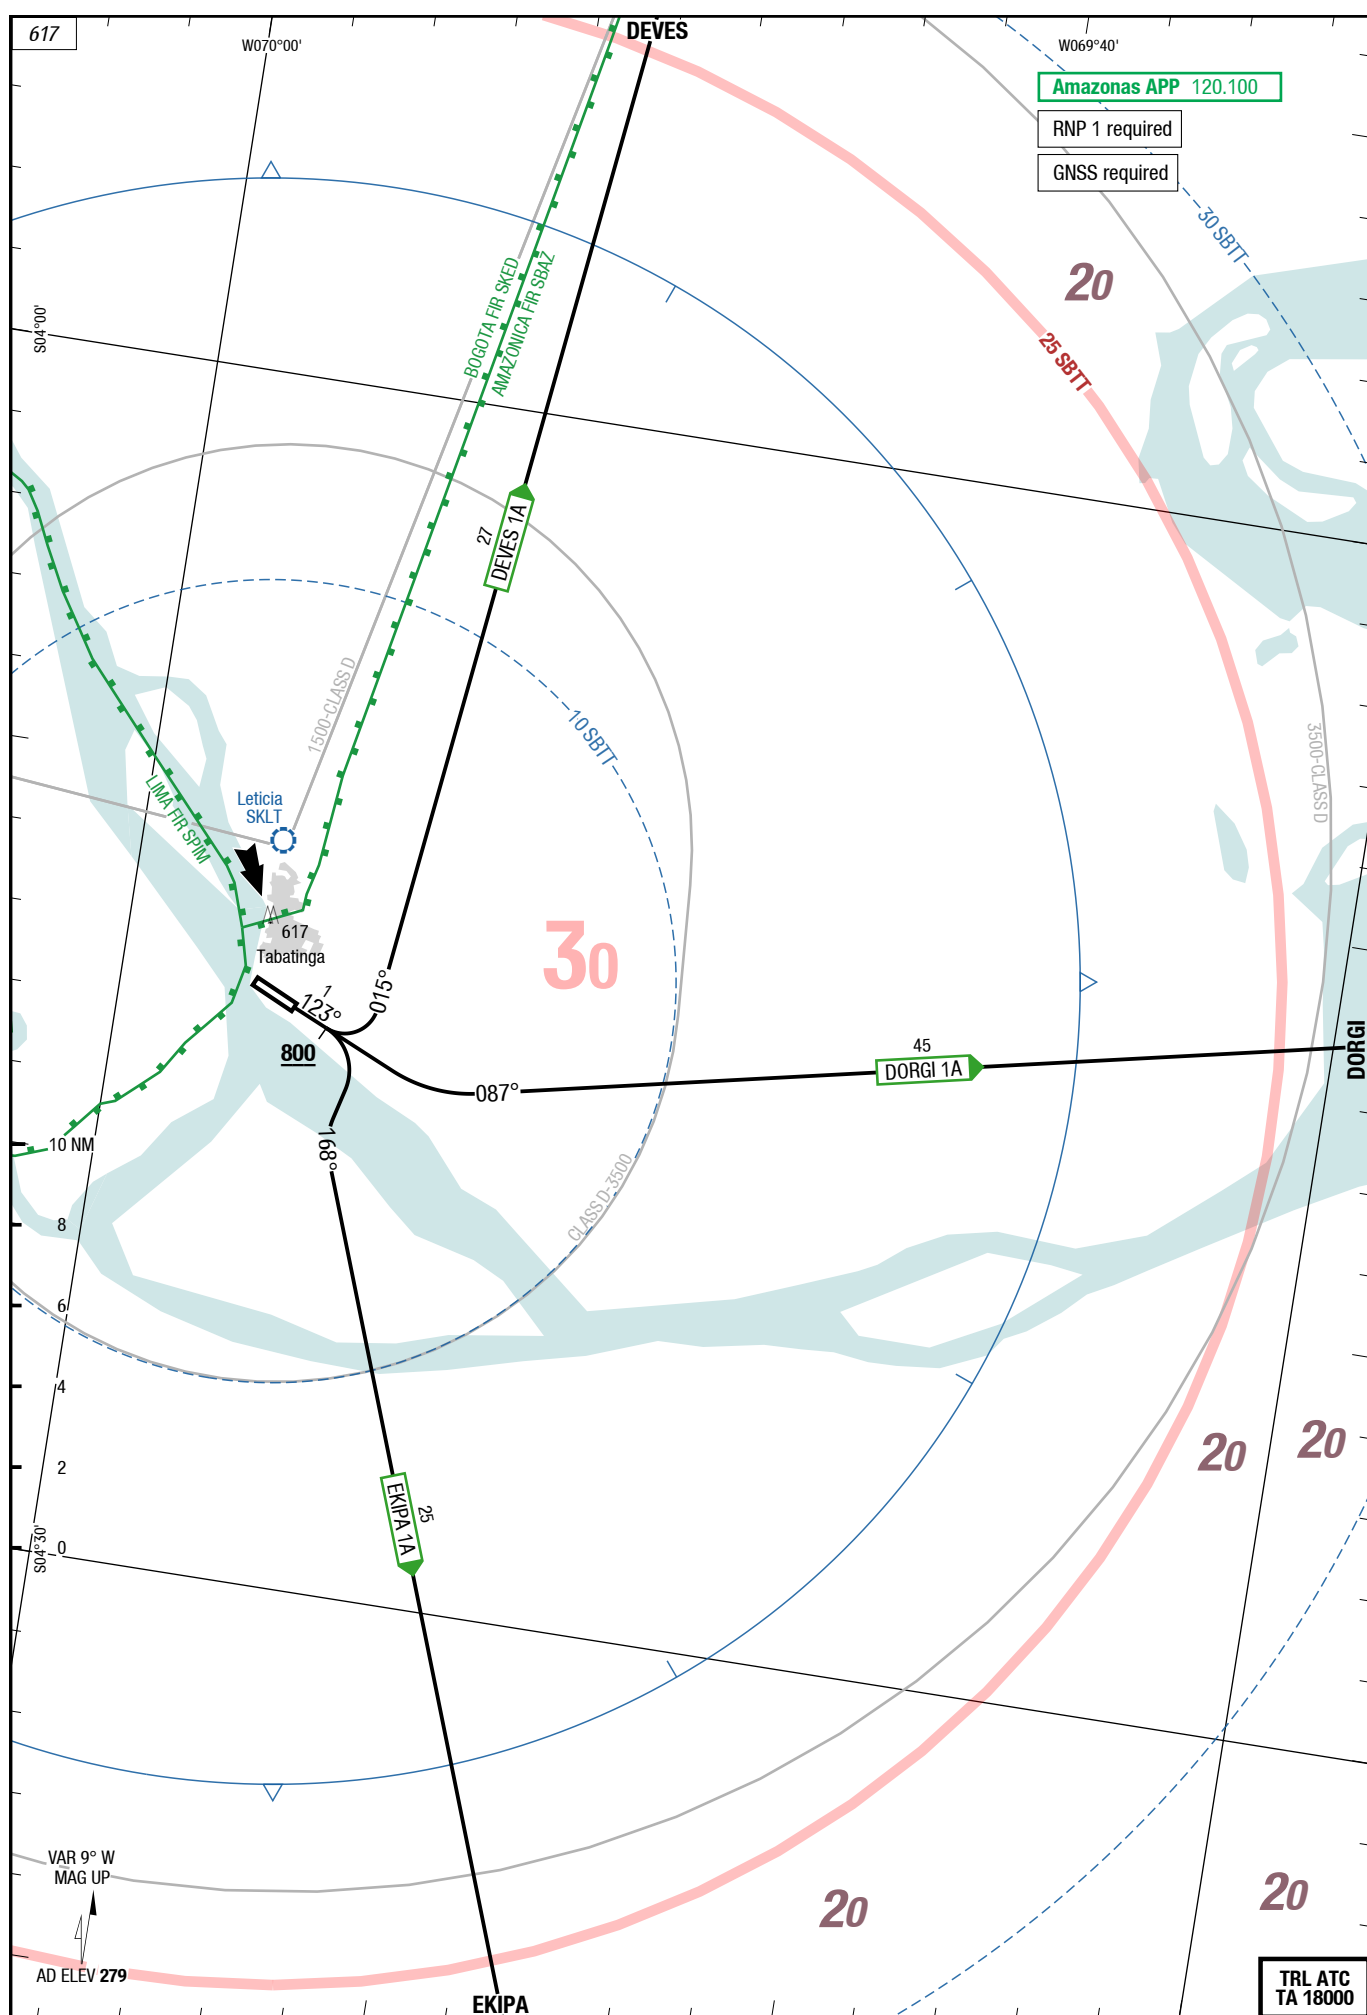 617
W070°00'
DEVES
W069°40'
Amazonas APP 120.100
RNP 1 required
GNSS required
30 SBTT
20
25 SBTT
S04°00'
BOGOTA FIR SKED
AMAZONICA FIR SBAZ
27
DEVES 1A
1500-CLASS D
10 SBTT
3500-CLASS D
LIMA FIR SPIM
Leticia
SKLT
617
Tabatinga
30
1
123°
015°
800
45
DORGI 1A
DORGI
087°
168°
10 NM
CLASS D-3500
8
6
4
2
0
S04°30'
20
20
25
EKIPA 1A
VAR 9° W
MAG UP
20
20
AD ELEV 279
EKIPA
TRL ATC
TA 18000